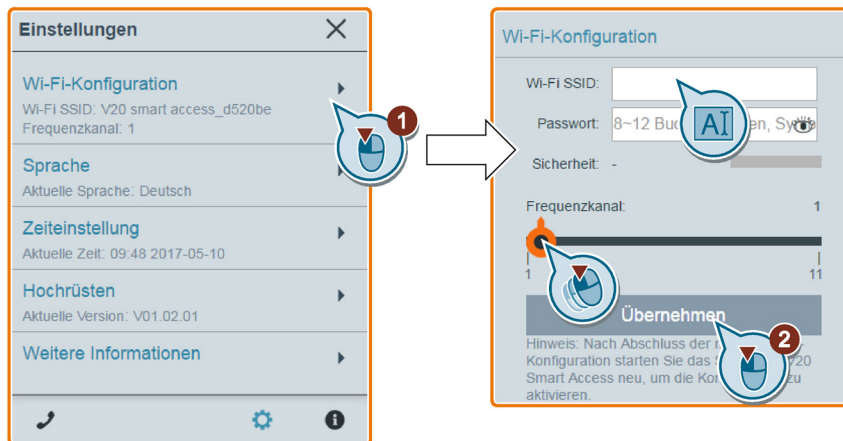 Einstellungen
Wi-Fi-Konfiguration
Wi-Fi SSID: V20 smart access_d520be
Frequenzkanal: 1
1
Sprache
Aktuelle Sprache: Deutsch
Zeiteinstellung
Aktuelle Zeit: 09:48 2017-05-10
Hochrüsten
Aktuelle Version: V01.02.01
Weitere Informationen
Wi-Fi-Konfiguration
Wi-Fi SSID:
Passwort: 8~12
Sicherheit: -
Frequenzkanal: 1
1 11
Übernehmen
2
Hinweis: Nach Abschluss der
Konfiguration starten Sie das
Smart Access neu, um die zu
aktivieren.